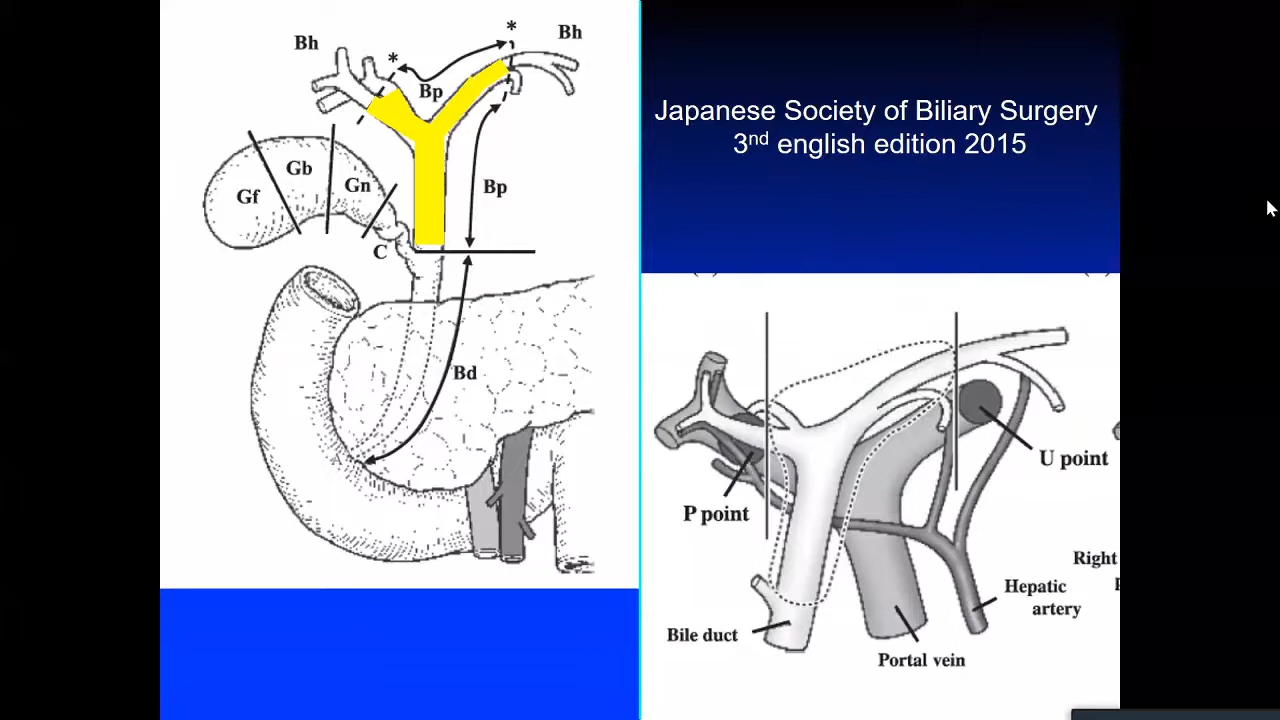 *
Bh
Bh
*
Bp
Gb
Gn
Gf
Bp
C
Bd
Japanese Society of Biliary Surgery
3nd english edition 2015
U point
P point
Right
Hepatic
artery
Bile duct
Portal vein